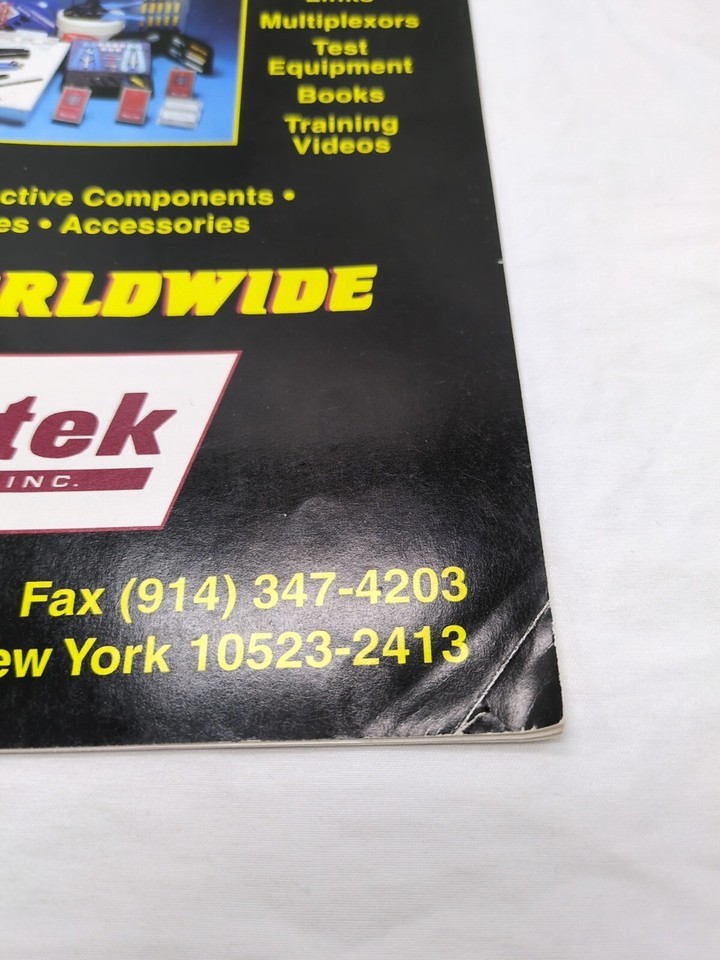 Links
Multiplexors
Test
Equipment
Books
Training
Videos
ctive Components •
es • Accessories
RLDWIDE
tek
INC.
Fax (914) 347-4203
ew York 10523-2413